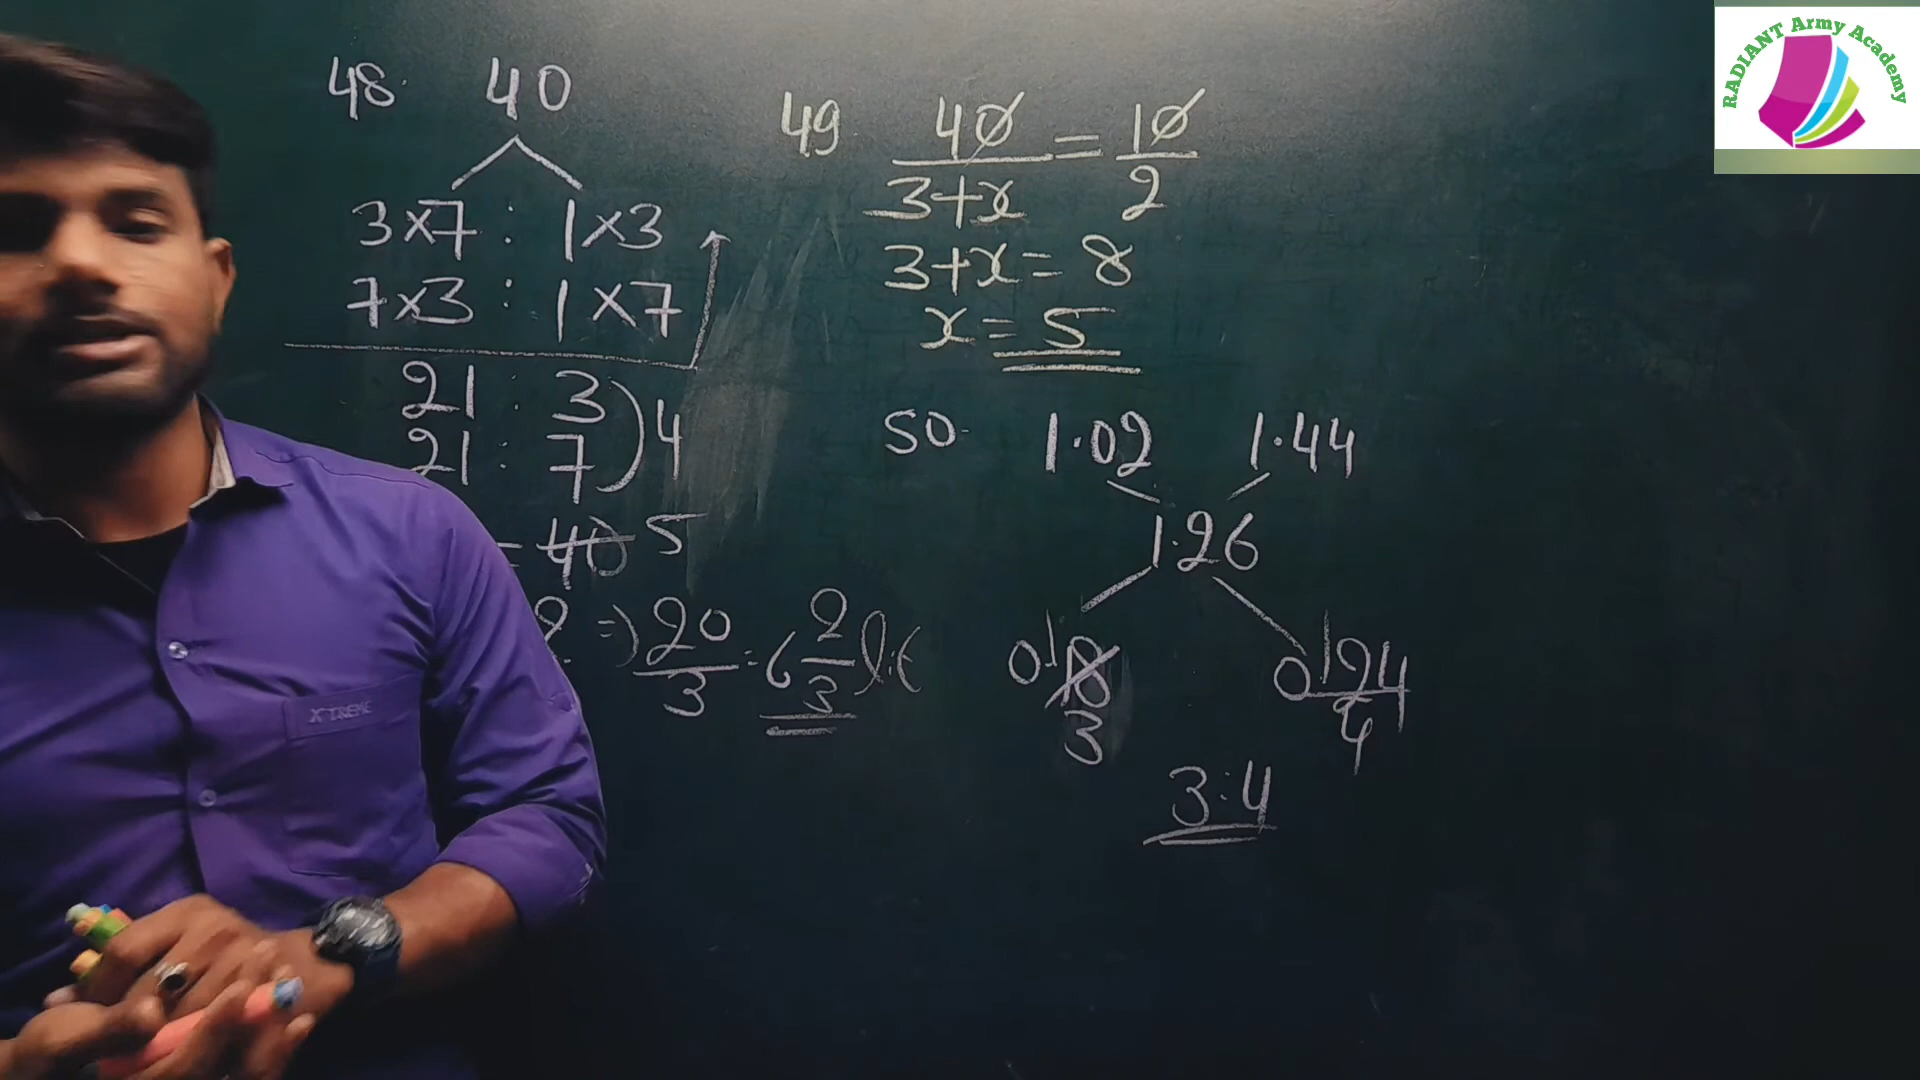 48. 40
3×7 : 1×3
7×3 : 1×7
21 : 3
21 : 7 ) 4
= 40 5
2 => 20/3 = 6 2/3 lit
49 40/3+x = 10/2
3+x = 8
x = 5
50. 1.02 1.44
1.26
0.18 0.24
3 4
3:4
XTREME
RADIANT Army Academy